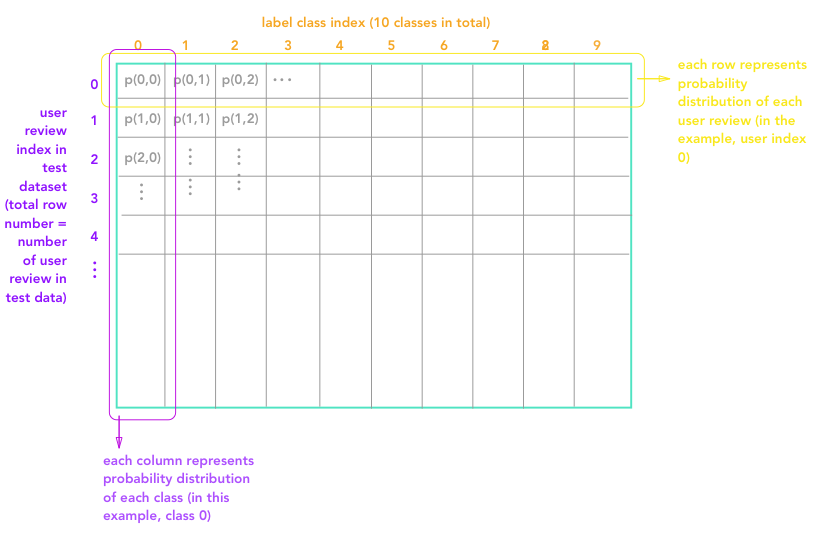 label class index (10 classes in total)
0 1 2 3 4 5 6 7 8 9
each row represents
probability
distribution of each
user review (in the
example, user index
0)
user
review
index in
test
dataset
(total row
number =
number
of user
review in
test data)
0
1
2
3
4
⋮
p(0,0) p(0,1) p(0,2) ...
p(1,0) p(1,1) p(1,2)
p(2,0) ⋮ ⋮
⋮ ⋮ ⋮
each column represents
probability distribution
of each class (in this
example, class 0)